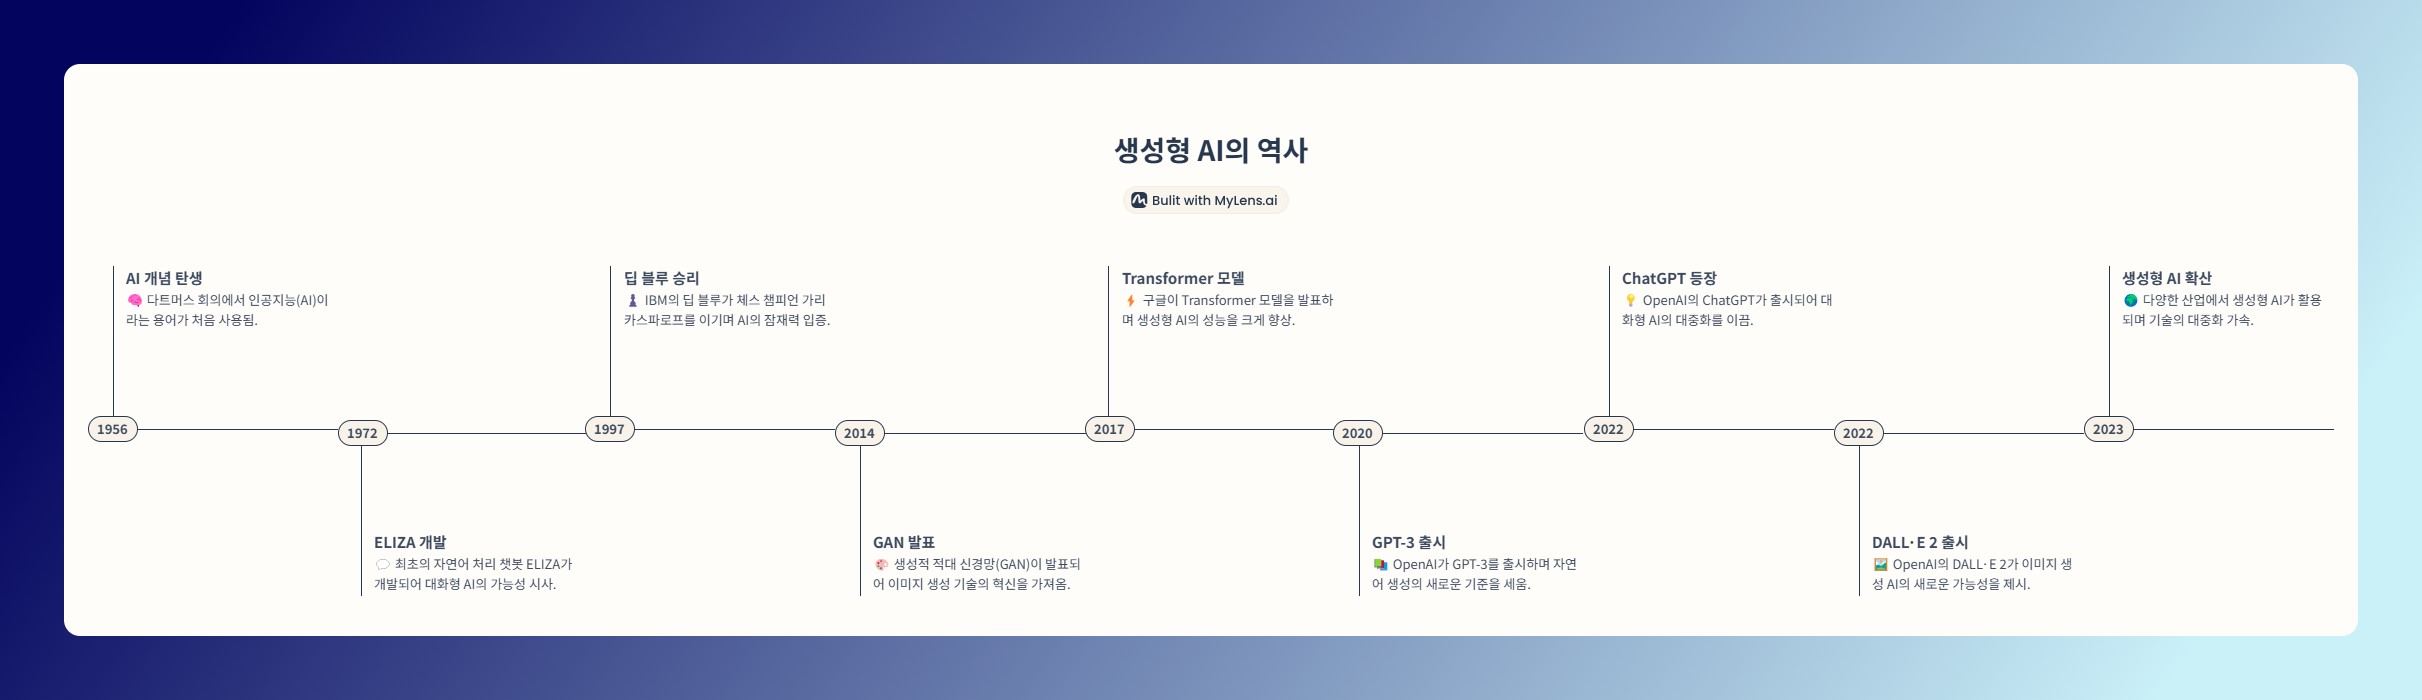 생성형 AI의 역사
Bulit with MyLens.ai
AI 개념 탄생
🧠 다트머스 회의에서 인공지능(AI)이
라는 용어가 처음 사용됨.
딥 블루 승리
♟️ IBM의 딥 블루가 체스 챔피언 가리
카스파로프를 이기며 AI의 잠재력 입증.
Transformer 모델
⚡ 구글이 Transformer 모델을 발표하
며 생성형 AI의 성능을 크게 향상.
ChatGPT 등장
💡 OpenAI의 ChatGPT가 출시되어 대
화형 AI의 대중화를 이끔.
생성형 AI 확산
🌍 다양한 산업에서 생성형 AI가 활용
되며 기술의 대중화 가속.
1956
1972
1997
2014
2017
2020
2022
2022
2023
ELIZA 개발
💬 최초의 자연어 처리 챗봇 ELIZA가
개발되어 대화형 AI의 가능성 시사.
GAN 발표
🎨 생성적 적대 신경망(GAN)이 발표되
어 이미지 생성 기술의 혁신을 가져옴.
GPT-3 출시
📚 OpenAI가 GPT-3를 출시하며 자연
어 생성의 새로운 기준을 세움.
DALL·E 2 출시
🖼️ OpenAI의 DALL·E 2가 이미지 생
성 AI의 새로운 가능성을 제시.